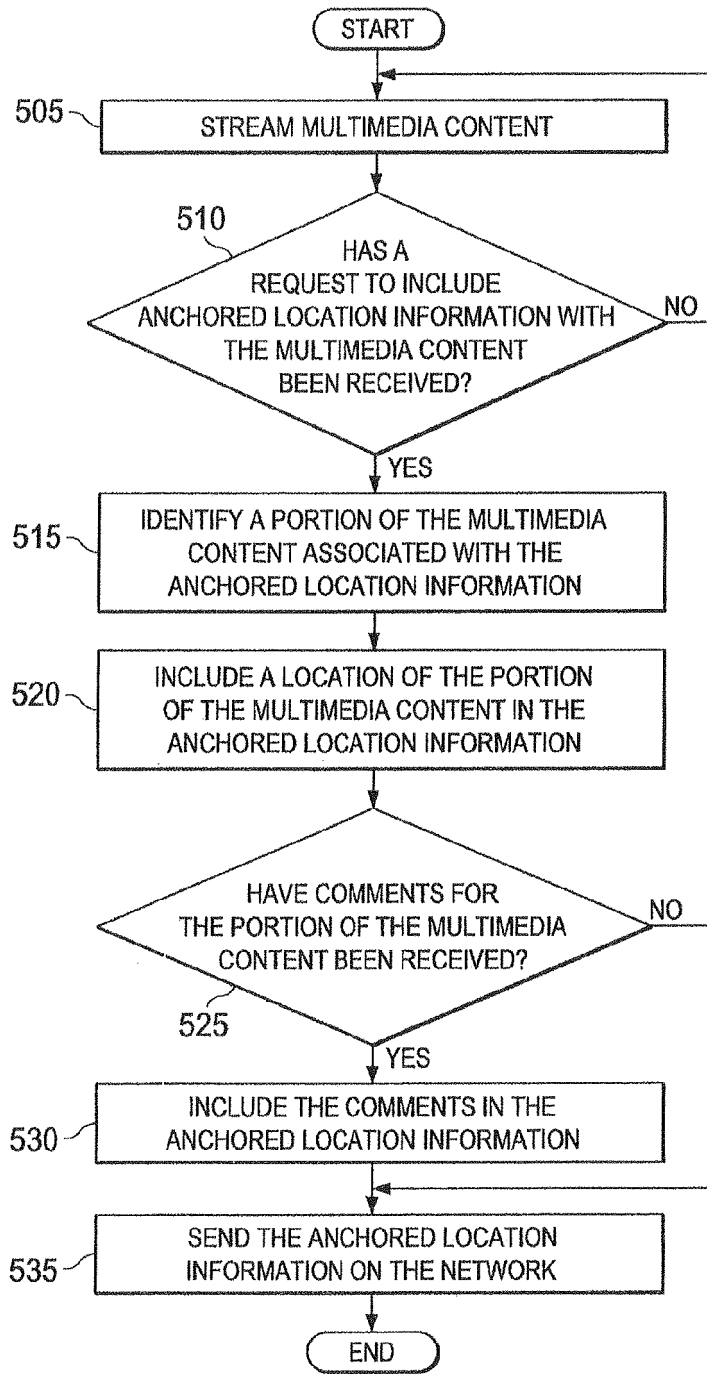 START
505
STREAM MULTIMEDIA CONTENT
510
HAS A
REQUEST TO INCLUDE
ANCHORED LOCATION INFORMATION WITH
THE MULTIMEDIA CONTENT
BEEN RECEIVED?
NO
YES
515
IDENTIFY A PORTION OF THE MULTIMEDIA
CONTENT ASSOCIATED WITH THE
ANCHORED LOCATION INFORMATION
520
INCLUDE A LOCATION OF THE PORTION
OF THE MULTIMEDIA CONTENT IN THE
ANCHORED LOCATION INFORMATION
HAVE COMMENTS FOR
THE PORTION OF THE MULTIMEDIA
CONTENT BEEN RECEIVED?
NO
525
YES
530
INCLUDE THE COMMENTS IN THE
ANCHORED LOCATION INFORMATION
535
SEND THE ANCHORED LOCATION
INFORMATION ON THE NETWORK
END